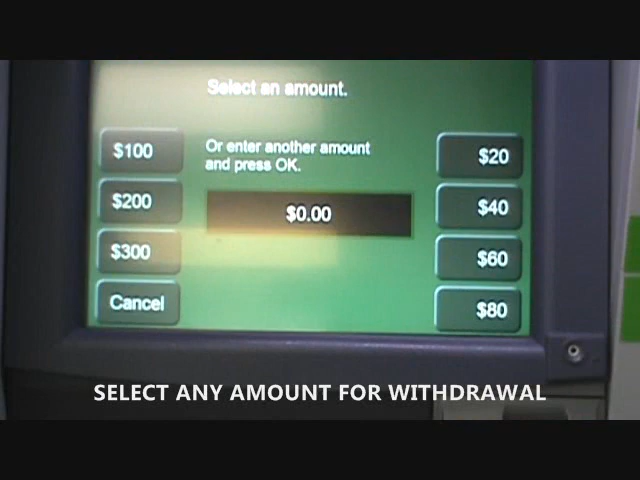 Select an amount.
Or enter another amount
and press OK.
$0.00
$100
$200
$300
Cancel
$20
$40
$60
$80
SELECT ANY AMOUNT FOR WITHDRAWAL